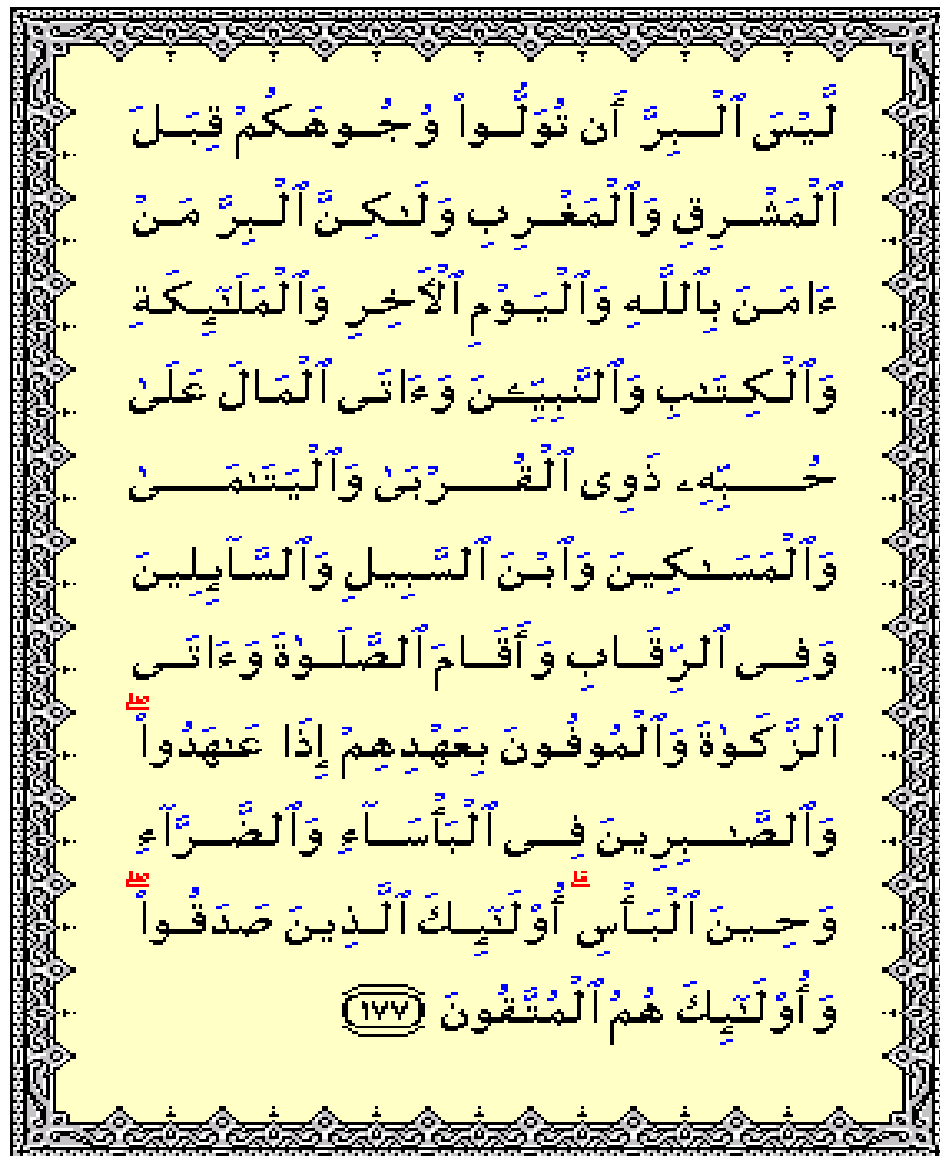 لَّيْسَ ٱلْبِرَّ أَن تُوَلُّوا۟ وُجُوهَكُمْ قِبَلَ
ٱلْمَشْرِقِ وَٱلْمَغْرِبِ وَلَـٰكِنَّ ٱلْبِرَّ مَنْ
ءَامَنَ بِٱللَّهِ وَٱلْيَوْمِ ٱلْـَٔاخِرِ وَٱلْمَلَـٰٓئِكَةِ
وَٱلْكِتَـٰبِ وَٱلنَّبِيِّـۧنَ وَءَاتَى ٱلْمَالَ عَلَىٰ
حُبِّهِۦ ذَوِى ٱلْقُرْبَىٰ وَٱلْيَتَـٰمَىٰ
وَٱلْمَسَـٰكِينَ وَٱبْنَ ٱلسَّبِيلِ وَٱلسَّآئِلِينَ
وَفِى ٱلرِّقَابِ وَأَقَامَ ٱلصَّلَوٰةَ وَءَاتَى
ٱلزَّكَوٰةَ وَٱلْمُوفُونَ بِعَهْدِهِمْ إِذَا عَـٰهَدُوا۟ ۖ
وَٱلصَّـٰبِرِينَ فِى ٱلْبَأْسَآءِ وَٱلضَّرَّآءِ
وَحِينَ ٱلْبَأْسِ ۗ أُو۟لَـٰٓئِكَ ٱلَّذِينَ صَدَقُوا۟ ۖ
وَأُو۟لَـٰٓئِكَ هُمُ ٱلْمُتَّقُونَ ١٧٧